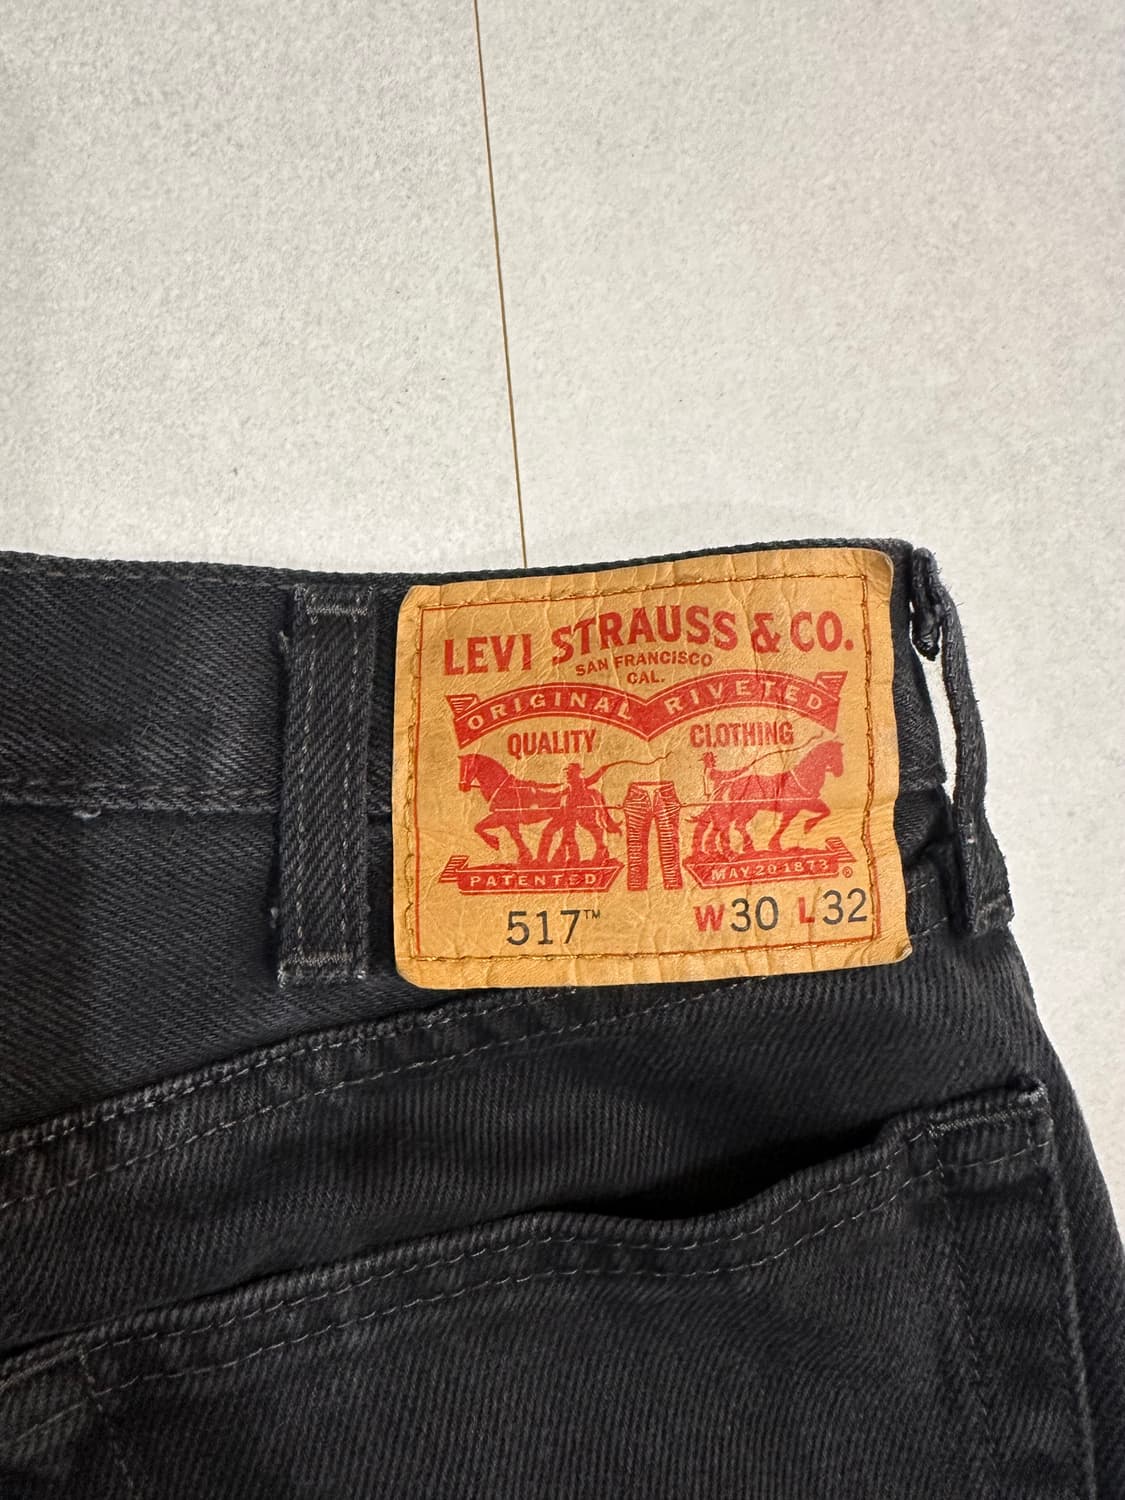 LEVI STRAUSS & CO.
SAN FRANCISCO
CAL.
ORIGINAL RIVETED
QUALITY CLOTHING
PATENTED MAY 20 1873 ®
517™ W30 L32